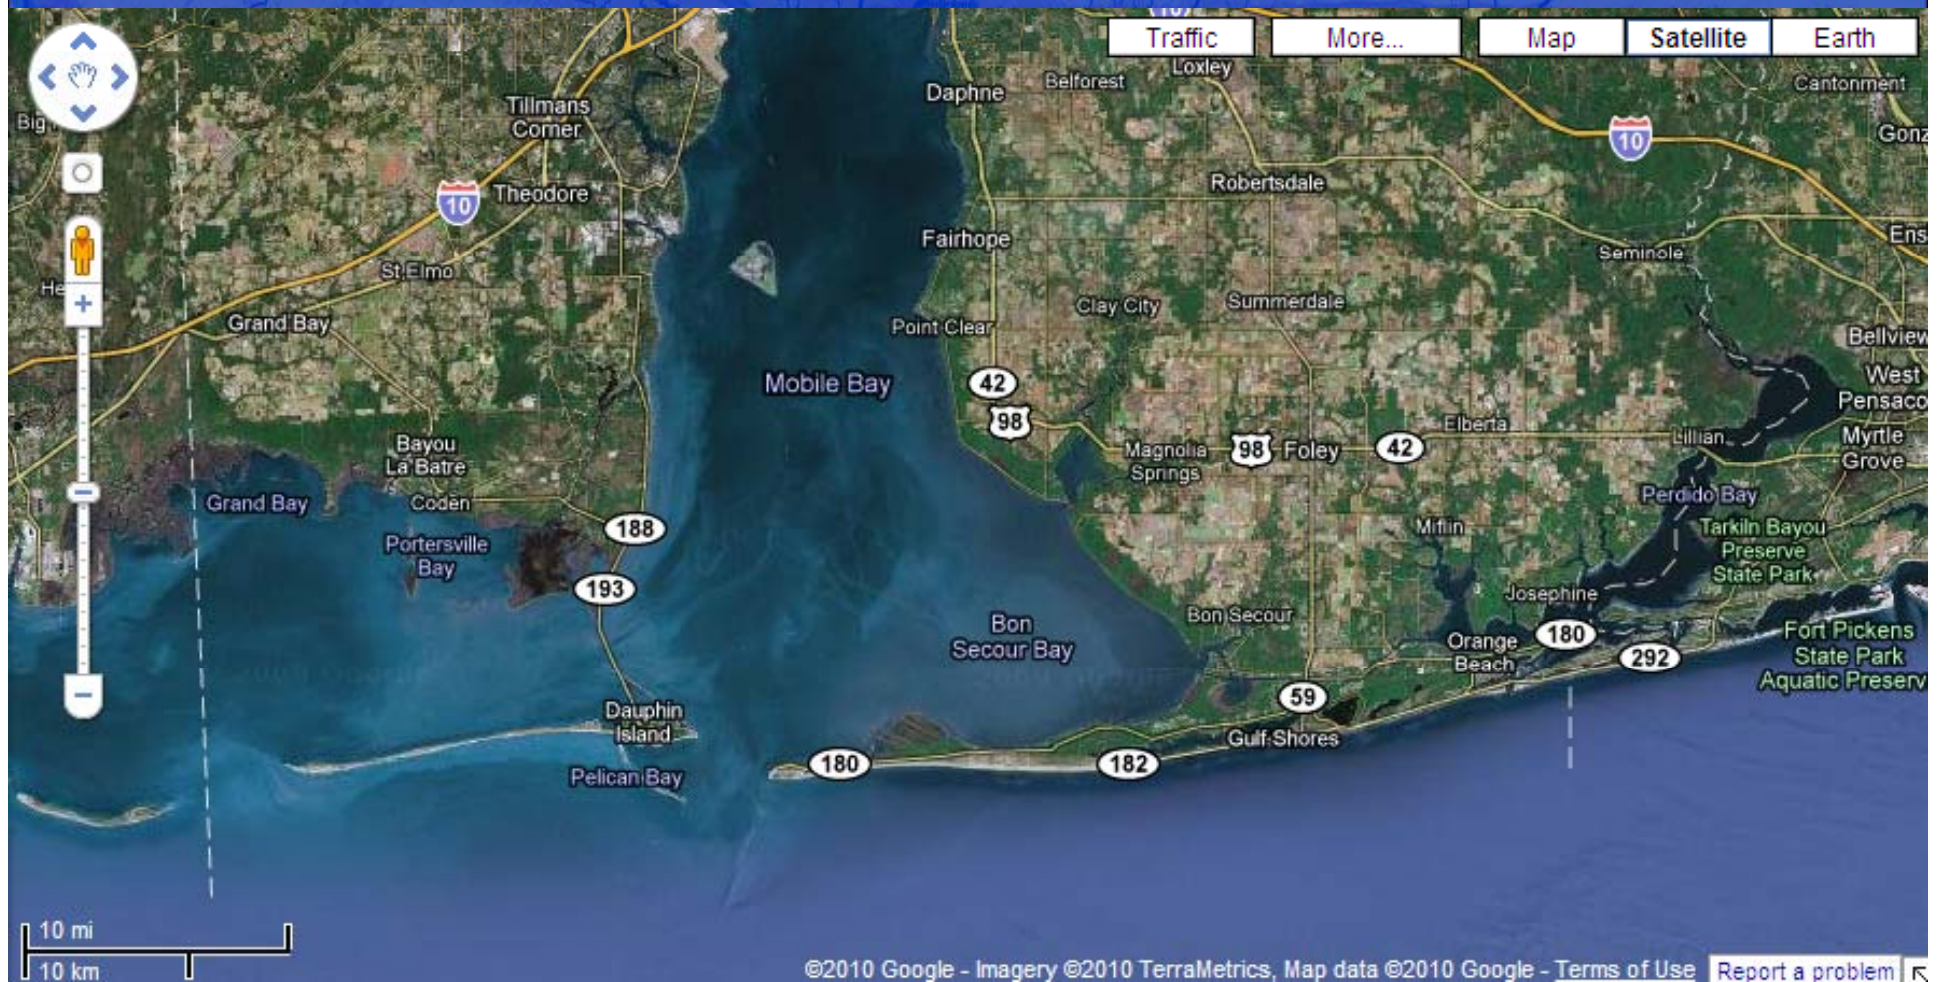 Traffic
More...
Map
Satellite
Earth
10
Loxley
Belforest
Daphne
Cantonment
Tillmans
Corner
Big
10
Gonz
Theodore
10
Robertsdale
Fairhope
Ens
Seminole
St Elmo
He
Clay City
Summerdale
Grand Bay
Point Clear
Bellview
West
Pensaco
Mobile Bay
42
98
Elberta
Bayou
La Batre
Magnolia
Springs
98
Foley
42
Lillian
Myrtle
Grove
Grand Bay
Coden
Perdido Bay
188
Miflin
Tarkiln Bayou
Preserve
State Park
Portersville
Bay
193
Josephine
Bon Secour
Bon
Secour Bay
Orange
Beach
180
292
Fort Pickens
State Park
Aquatic Preserv
59
Dauphin
Island
Gulf Shores
Pelican Bay
180
182
10 mi
10 km
©2010 Google - Imagery ©2010 TerraMetrics, Map data ©2010 Google - Terms of Use
Report a problem